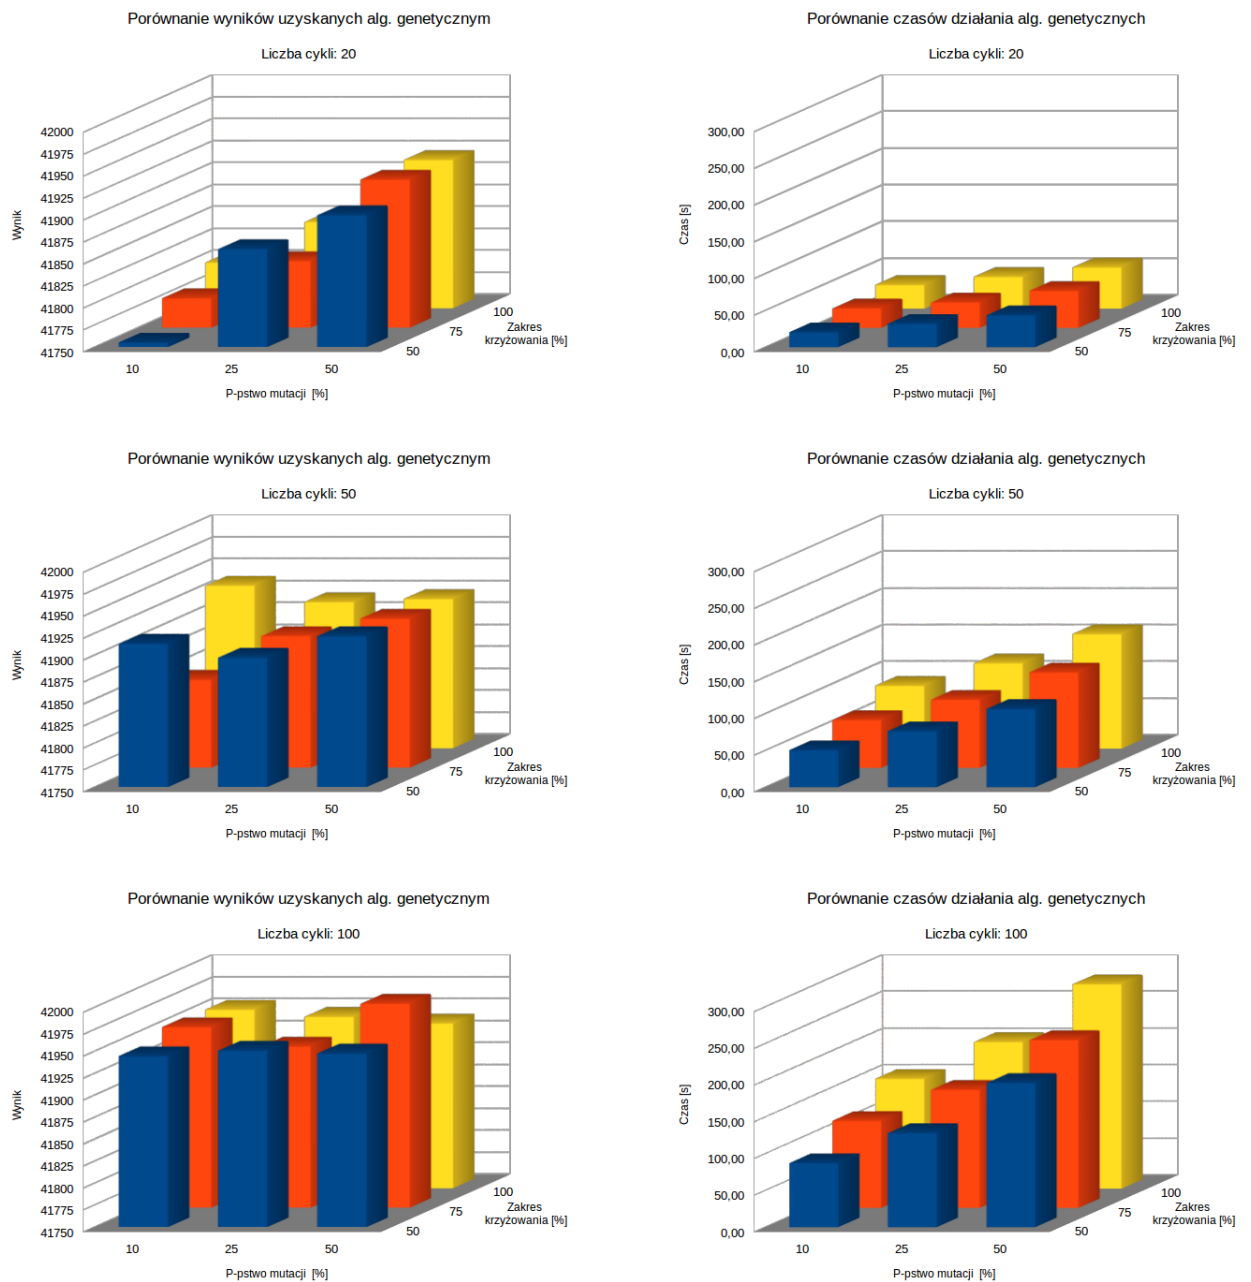 Porównanie wyników uzyskanych alg. genetycznym
Liczba cykli: 20
42000
41975
41950
41925
41900
41875
41850
41825
41800
41775
41750
Wynik
10
25
50
P-pstwo mutacji [%]
50
75
100
Zakres
krzyżowania [%]
Porównanie czasów działania alg. genetycznych
Liczba cykli: 20
300,00
250,00
200,00
150,00
100,00
50,00
0,00
Czas [s]
10
25
50
P-pstwo mutacji [%]
50
75
100
Zakres
krzyżowania [%]
Porównanie wyników uzyskanych alg. genetycznym
Liczba cykli: 50
42000
41975
41950
41925
41900
41875
41850
41825
41800
41775
41750
Wynik
10
25
50
P-pstwo mutacji [%]
50
75
100
Zakres
krzyżowania [%]
Porównanie czasów działania alg. genetycznych
Liczba cykli: 50
300,00
250,00
200,00
150,00
100,00
50,00
0,00
Czas [s]
10
25
50
P-pstwo mutacji [%]
50
75
100
Zakres
krzyżowania [%]
Porównanie wyników uzyskanych alg. genetycznym
Liczba cykli: 100
42000
41975
41950
41925
41900
41875
41850
41825
41800
41775
41750
Wynik
10
25
50
P-pstwo mutacji [%]
50
75
100
Zakres
krzyżowania [%]
Porównanie czasów działania alg. genetycznych
Liczba cykli: 100
300,00
250,00
200,00
150,00
100,00
50,00
0,00
Czas [s]
10
25
50
P-pstwo mutacji [%]
50
75
100
Zakres
krzyżowania [%]